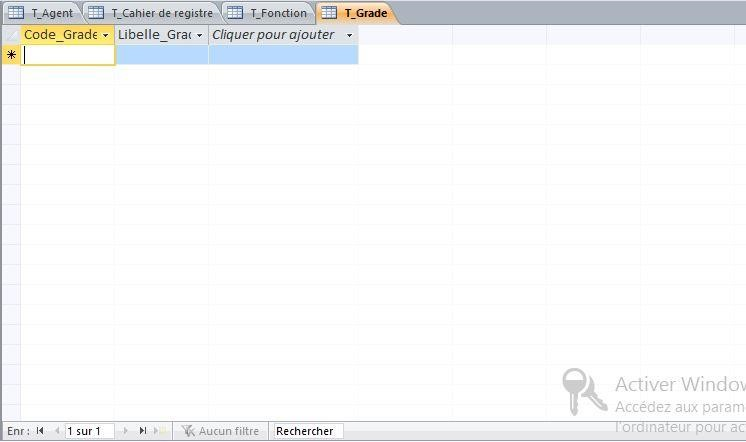 T_Agent T_Cahier de registre T_Fonction T_Grade
Code_Grade Libelle_Grad Cliquer pour ajouter
Activer Window
Accédez aux param
l'ordinateur pour ac
Enr : 1 sur 1 Aucun filtre Rechercher